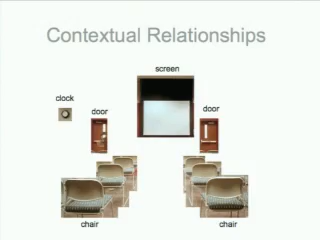 Contextual Relationships
screen
clock
door
door
chair
chair